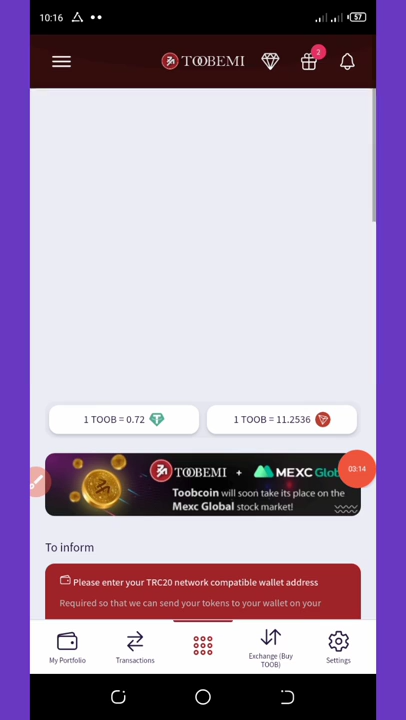 10:16
57
TOOBEMI
2
1 TOOB = 0.72
1 TOOB = 11.2536
TOOBEMI + MEXC Glob
03:14
Toobcoin will soon take its place on the
Mexc Global stock market!
To inform
Please enter your TRC20 network compatible wallet address
Required so that we can send your tokens to your wallet on your
My Portfolio
Transactions
Exchange (Buy
TOOB)
Settings